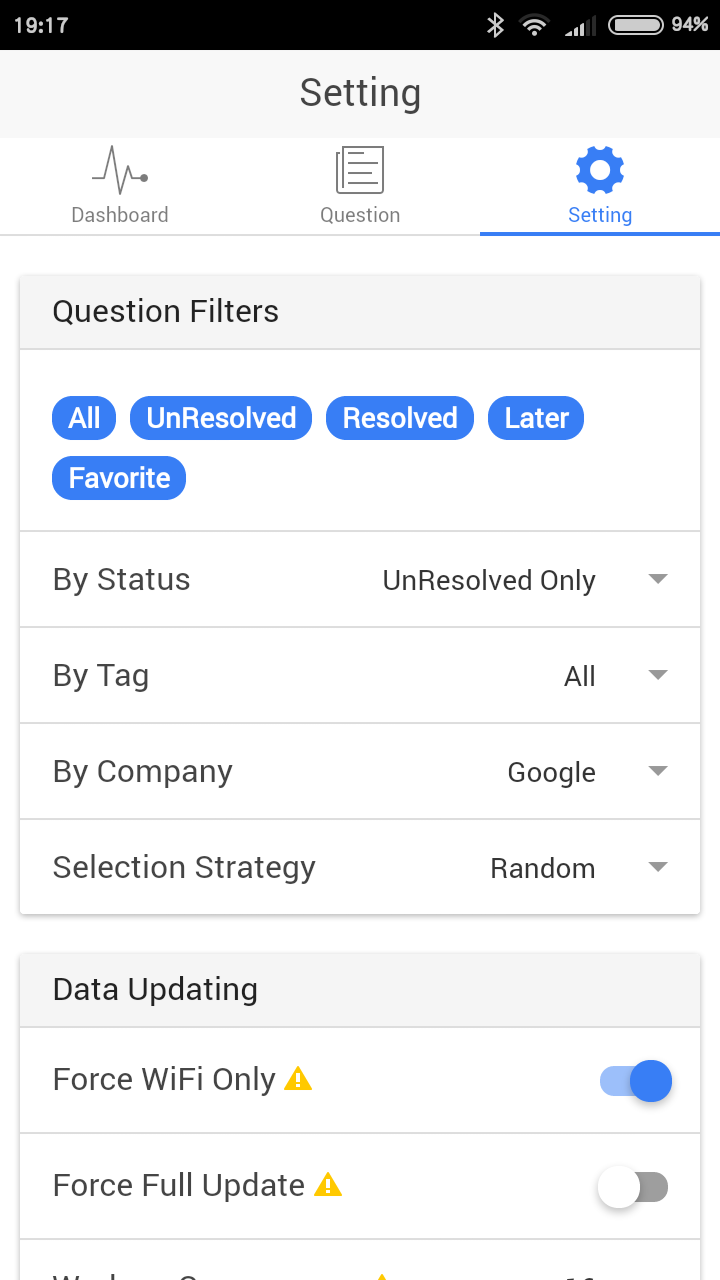 19:17 94%
Setting
Dashboard Question Setting
Question Filters
All UnResolved Resolved Later
Favorite
By Status UnResolved Only
By Tag All
By Company Google
Selection Strategy Random
Data Updating
Force WiFi Only
Force Full Update